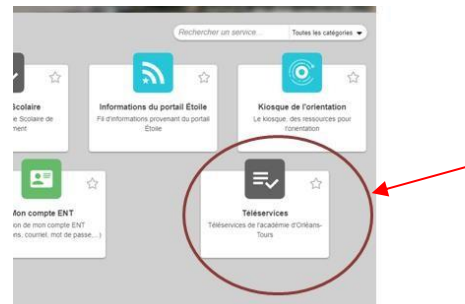 Rechercher un service... Toutes les catégories
Scolaire
e Scolaire de
ment
Informations du portail Étoile
Fil d'informations provenant du portail
Étoile
Kiosque de l'orientation
Le kiosque, des ressources pour
l'orientation
Mon compte ENT
on de mon compte ENT
ns, courriel, mot de passe,...)
Téléservices
Téléservices de l'académie d'Orléans-
Tours